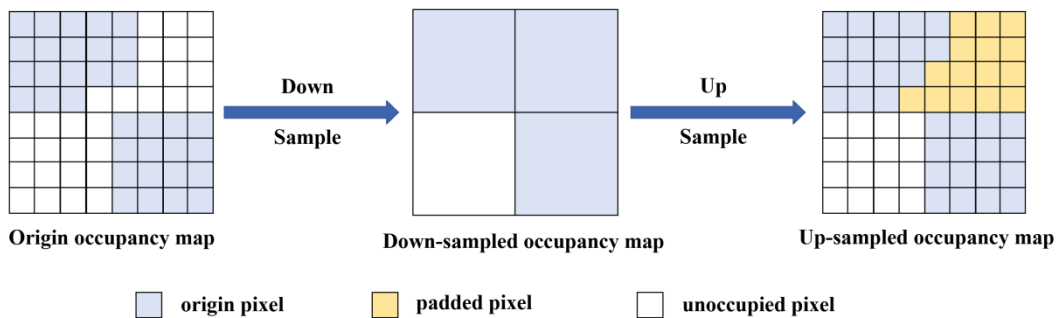 Down
Sample
Up
Sample
Origin occupancy map
Down-sampled occupancy map
Up-sampled occupancy map
origin pixel
padded pixel
unoccupied pixel